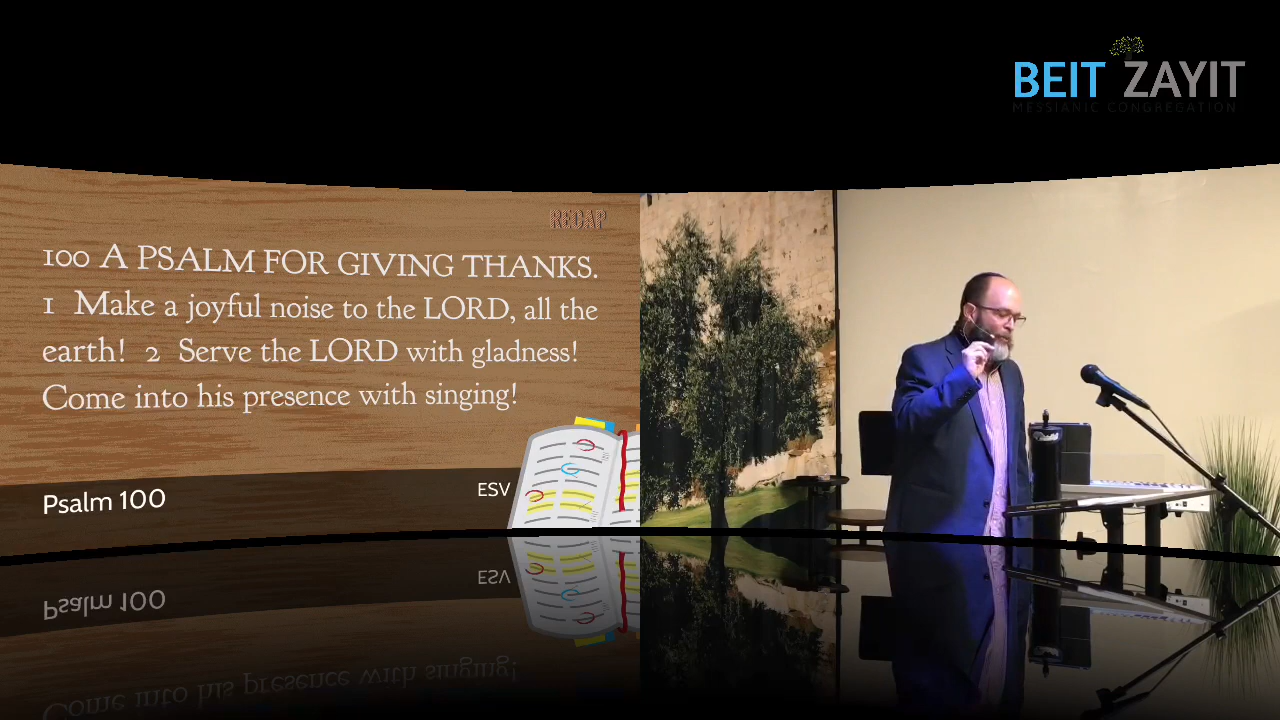 BEIT ZAYIT
MESSIANIC CONGREGATION
RECAP
100 A PSALM FOR GIVING THANKS.
1 Make a joyful noise to the LORD, all the
earth! 2 Serve the LORD with gladness!
Come into his presence with singing!
Psalm 100
ESV